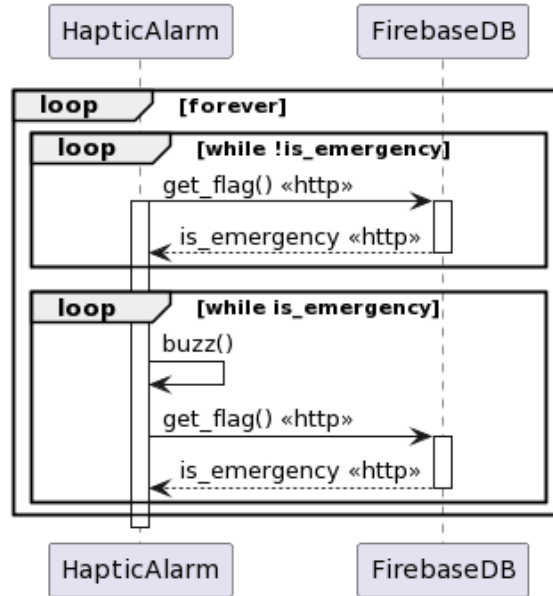 HapticAlarm FirebaseDB
loop [forever]
loop [while !is_emergency]
get_flag() «http»
is_emergency «http»
loop [while is_emergency]
buzz()
get_flag() «http»
is_emergency «http»
HapticAlarm FirebaseDB